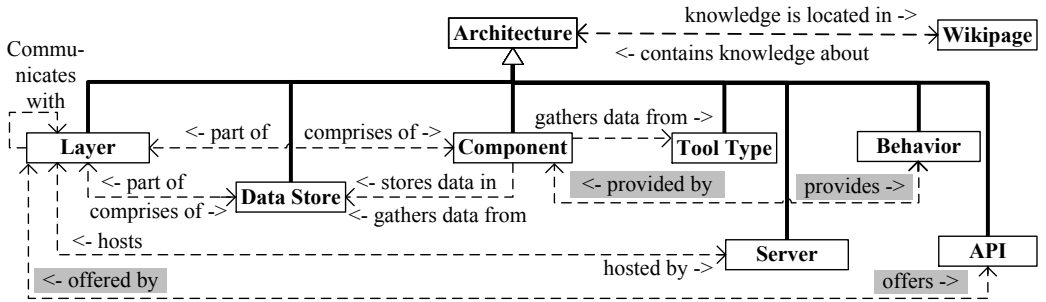 knowledge is located in ->
Architecture
Wikipage
<- contains knowledge about
Commu-
nicates
with
<- part of
comprises of ->
gathers data from ->
Layer
Component
Tool Type
Behavior
<- part of
<- stores data in
<- provided by
provides ->
comprises of ->
Data Store
<- gathers data from
<- hosts
Server
API
hosted by ->
<- offered by
offers ->